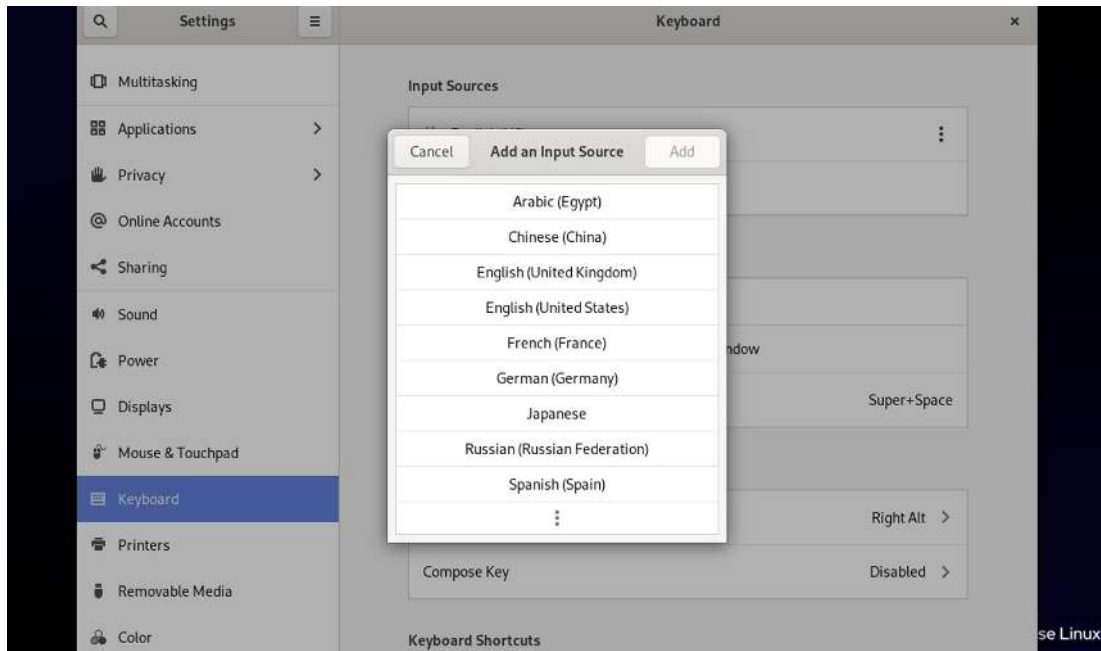 Settings
Keyboard
Multitasking
Applications
Privacy
Online Accounts
Sharing
Sound
Power
Displays
Mouse & Touchpad
Keyboard
Printers
Removable Media
Color
Input Sources
Cancel Add an Input Source Add
Arabic (Egypt)
Chinese (China)
English (United Kingdom)
English (United States)
French (France)
German (Germany)
Japanese
Russian (Russian Federation)
Spanish (Spain)
Super+Space
Right Alt
Compose Key Disabled
Keyboard Shortcuts
se Linux